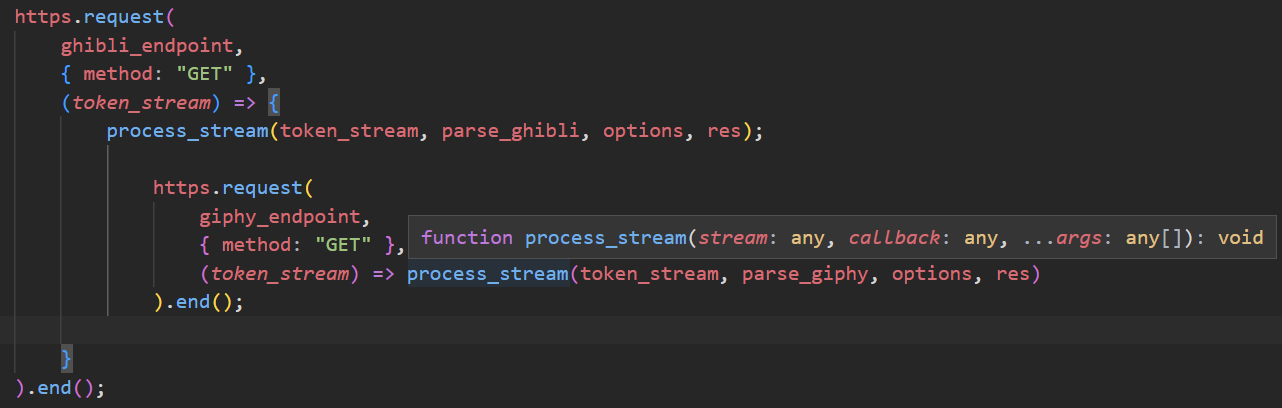 https.request(
ghibli_endpoint,
{ method: "GET" },
(token_stream) => {
process_stream(token_stream, parse_ghibli, options, res);
https.request(
giphy_endpoint,
{ method: "GET" },
function process_stream(stream: any, callback: any, ...args: any[]): void
(token_stream) => process_stream(token_stream, parse_giphy, options, res)
).end();
}
).end();